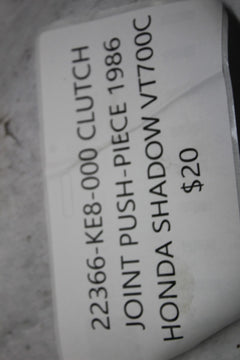 22366-KE8-000 CLUTCH
JOINT PUSH-PIECE 1986
HONDA SHADOW VT700C
$20